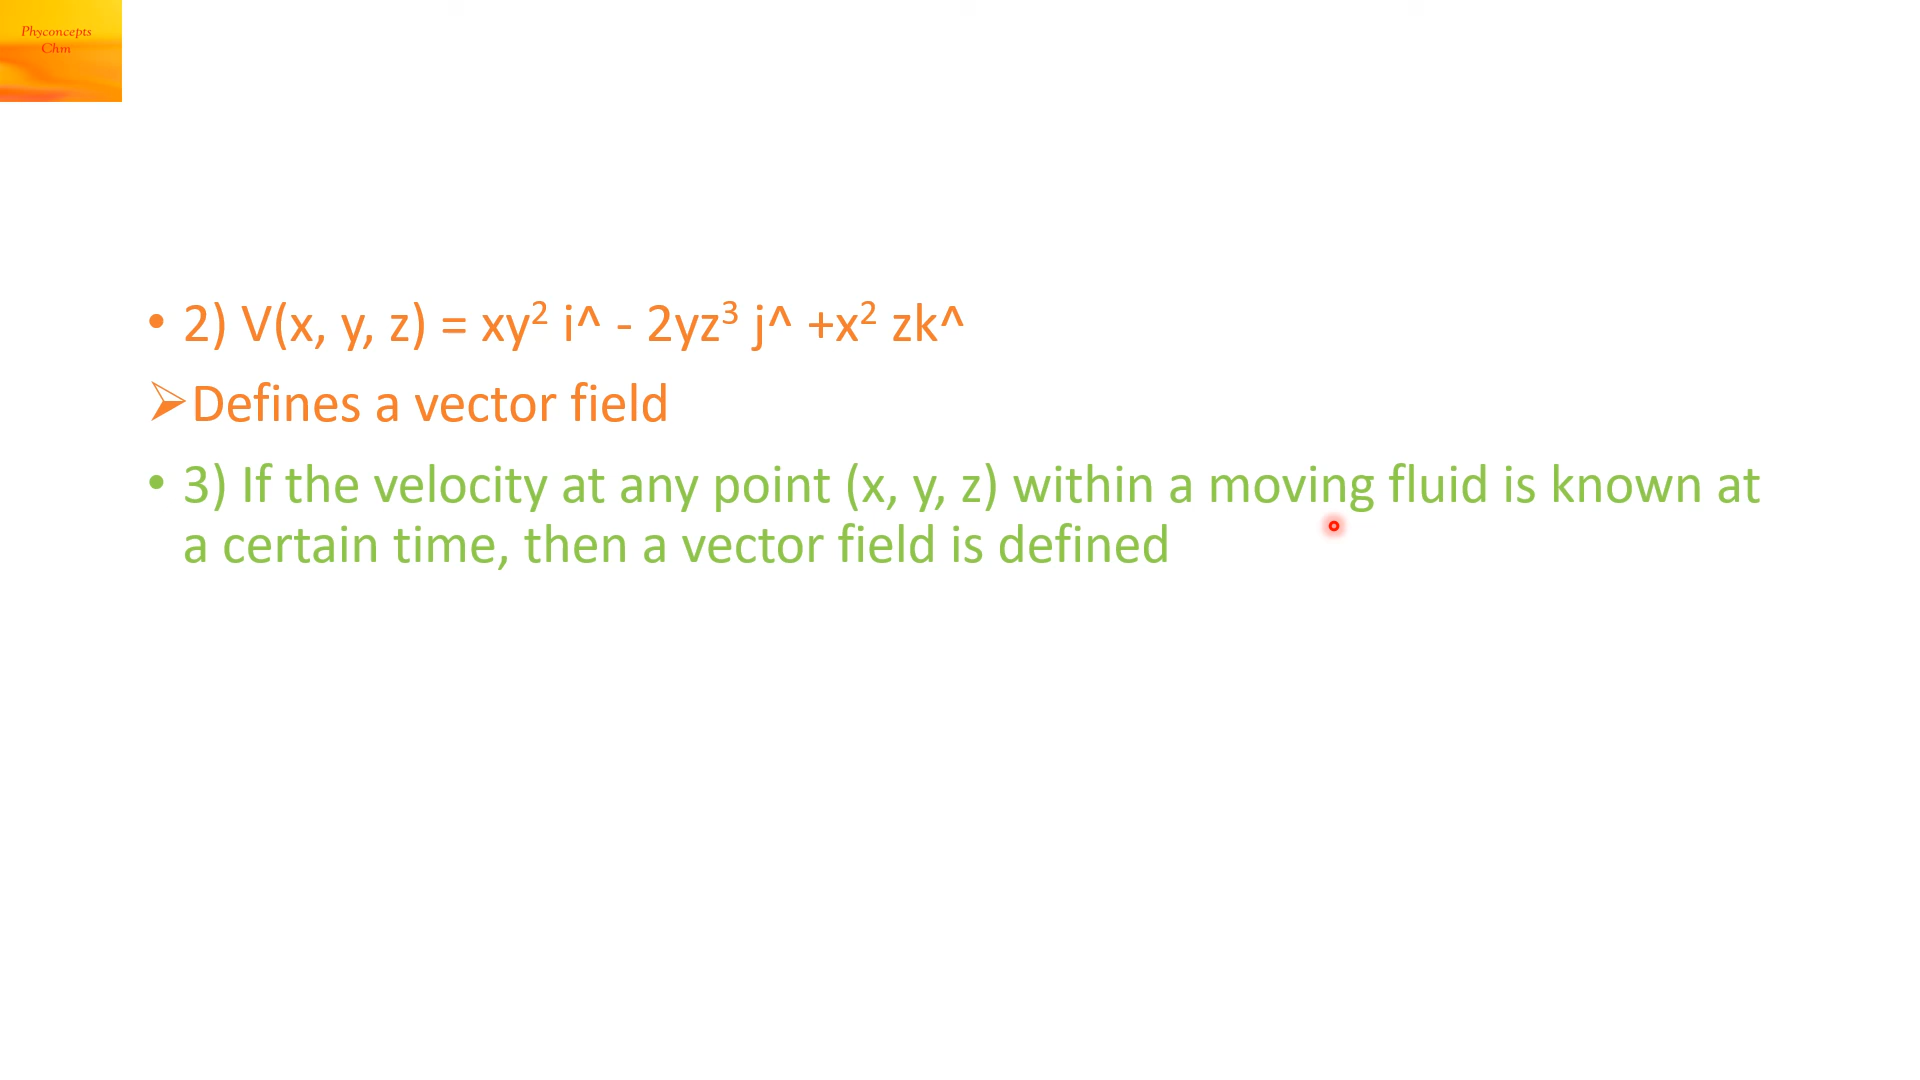 Phyconcepts
Chm
• 2) V(x, y, z) = xy² i^ - 2yz³ j^ +x² zk^
➢Defines a vector field
• 3) If the velocity at any point (x, y, z) within a moving fluid is known at
a certain time, then a vector field is defined